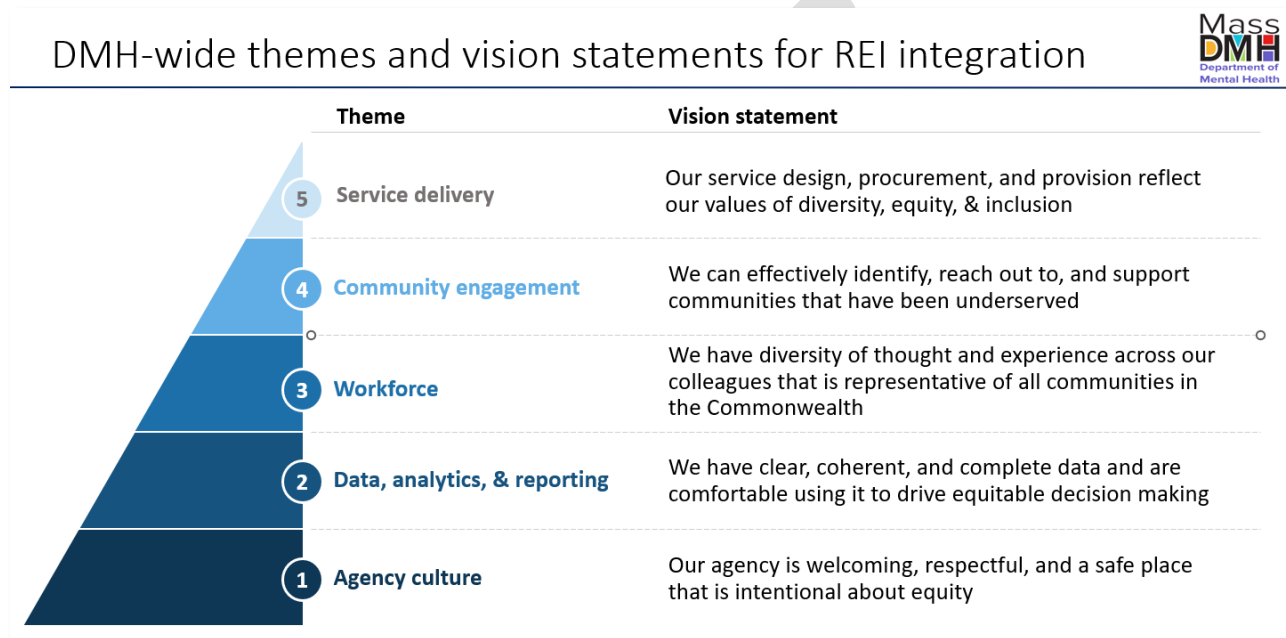 DMH-wide themes and vision statements for REI integration
Mass
DMH
Department of
Mental Health
Theme
Vision statement
5
Service delivery
Our service design, procurement, and provision reflect
our values of diversity, equity, & inclusion
4
Community engagement
We can effectively identify, reach out to, and support
communities that have been underserved
3
Workforce
We have diversity of thought and experience across our
colleagues that is representative of all communities in
the Commonwealth
2
Data, analytics, & reporting
We have clear, coherent, and complete data and are
comfortable using it to drive equitable decision making
1
Agency culture
Our agency is welcoming, respectful, and a safe place
that is intentional about equity